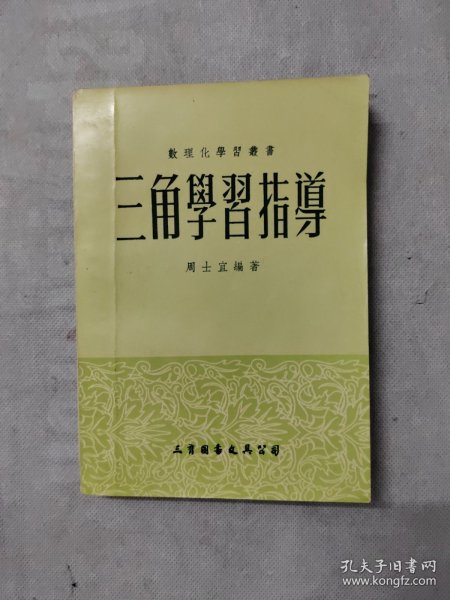 數理化學習叢書
三角學習指導
周士宜編著
三育圖書文具公司
孔夫子旧书网
www.kongfz.com